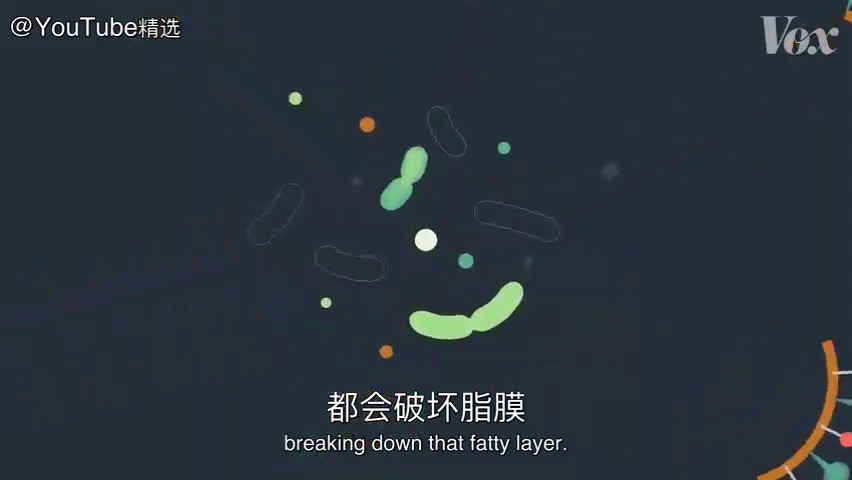 @YouTube精选
Vox
都会破坏脂膜
breaking down that fatty layer.